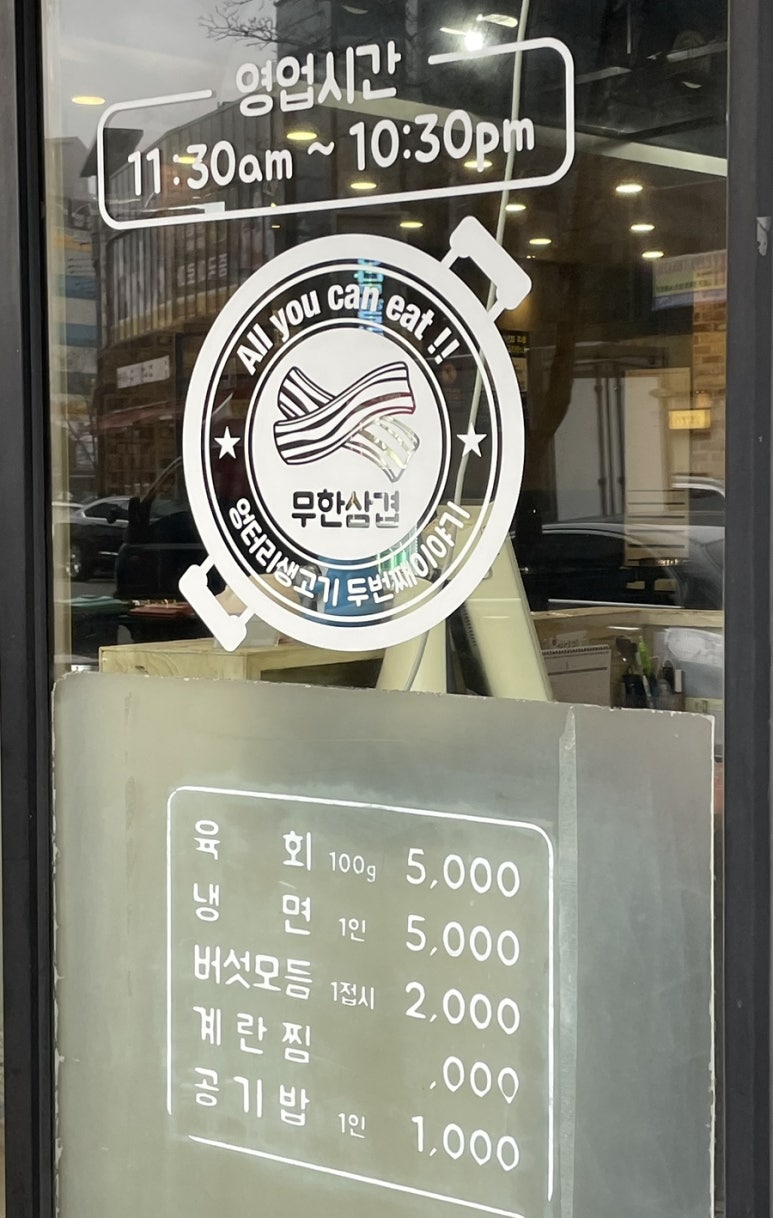 영업시간
11:30am ~ 10:30pm
All you can eat !!
무한삼겹
엉터리생고기 두번째이야기
육 회 100g 5,000
냉 면 1인 5,000
버섯모듬 1접시 2,000
계란찜 ,000
공기밥 1인 1,000